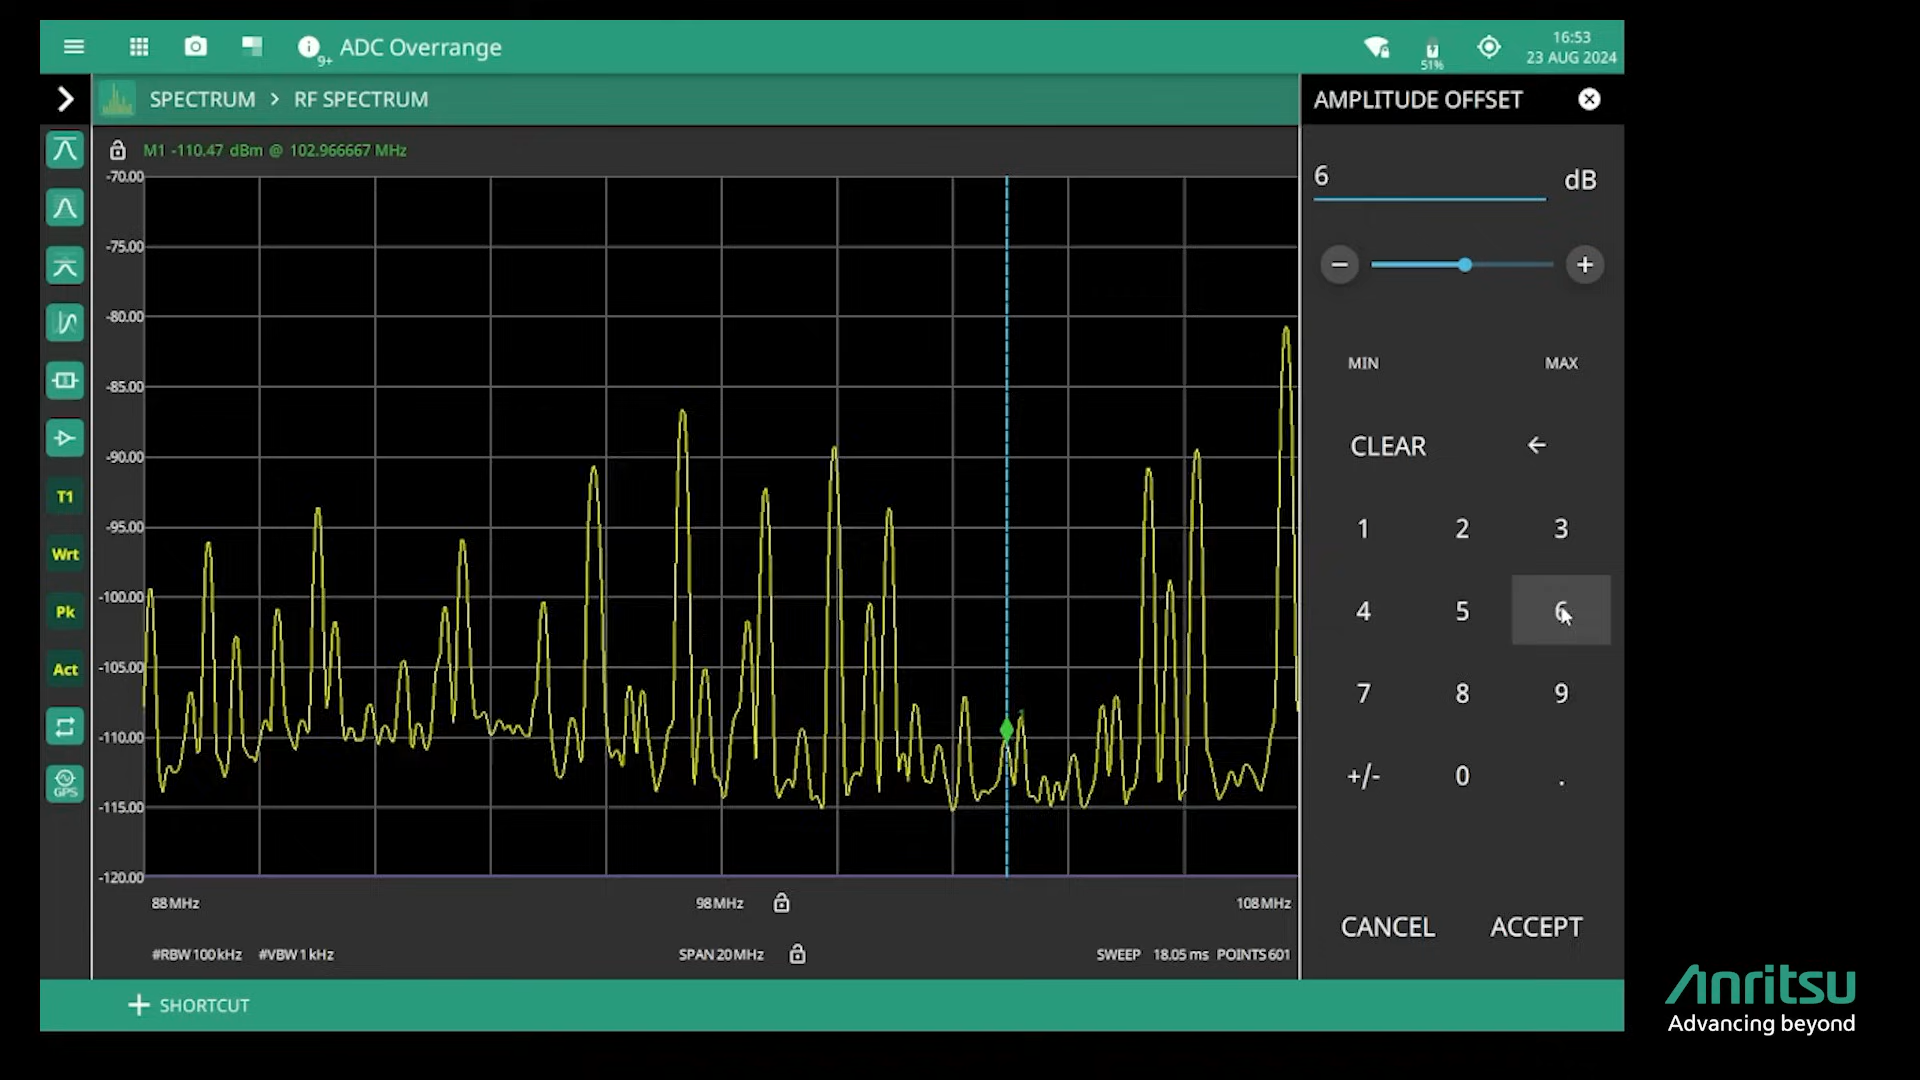 9+ ADC Overrange
51%
16:53
23 AUG 2024
SPECTRUM > RF SPECTRUM
AMPLITUDE OFFSET
M1 -110.47 dBm @ 102.966667 MHz
6 dB
-70.00
-75.00
-80.00
-85.00
-90.00
-95.00
-100.00
-105.00
-110.00
-115.00
-120.00
T1
Wrt
Pk
Act
GPS
1
88 MHz 98 MHz 108 MHz
#RBW 100 kHz #VBW 1 kHz SPAN 20 MHz SWEEP 18.05 ms POINTS 601
MIN MAX
CLEAR ←
1 2 3
4 5 6
7 8 9
+/- 0 .
CANCEL ACCEPT
+ SHORTCUT
Anritsu
Advancing beyond